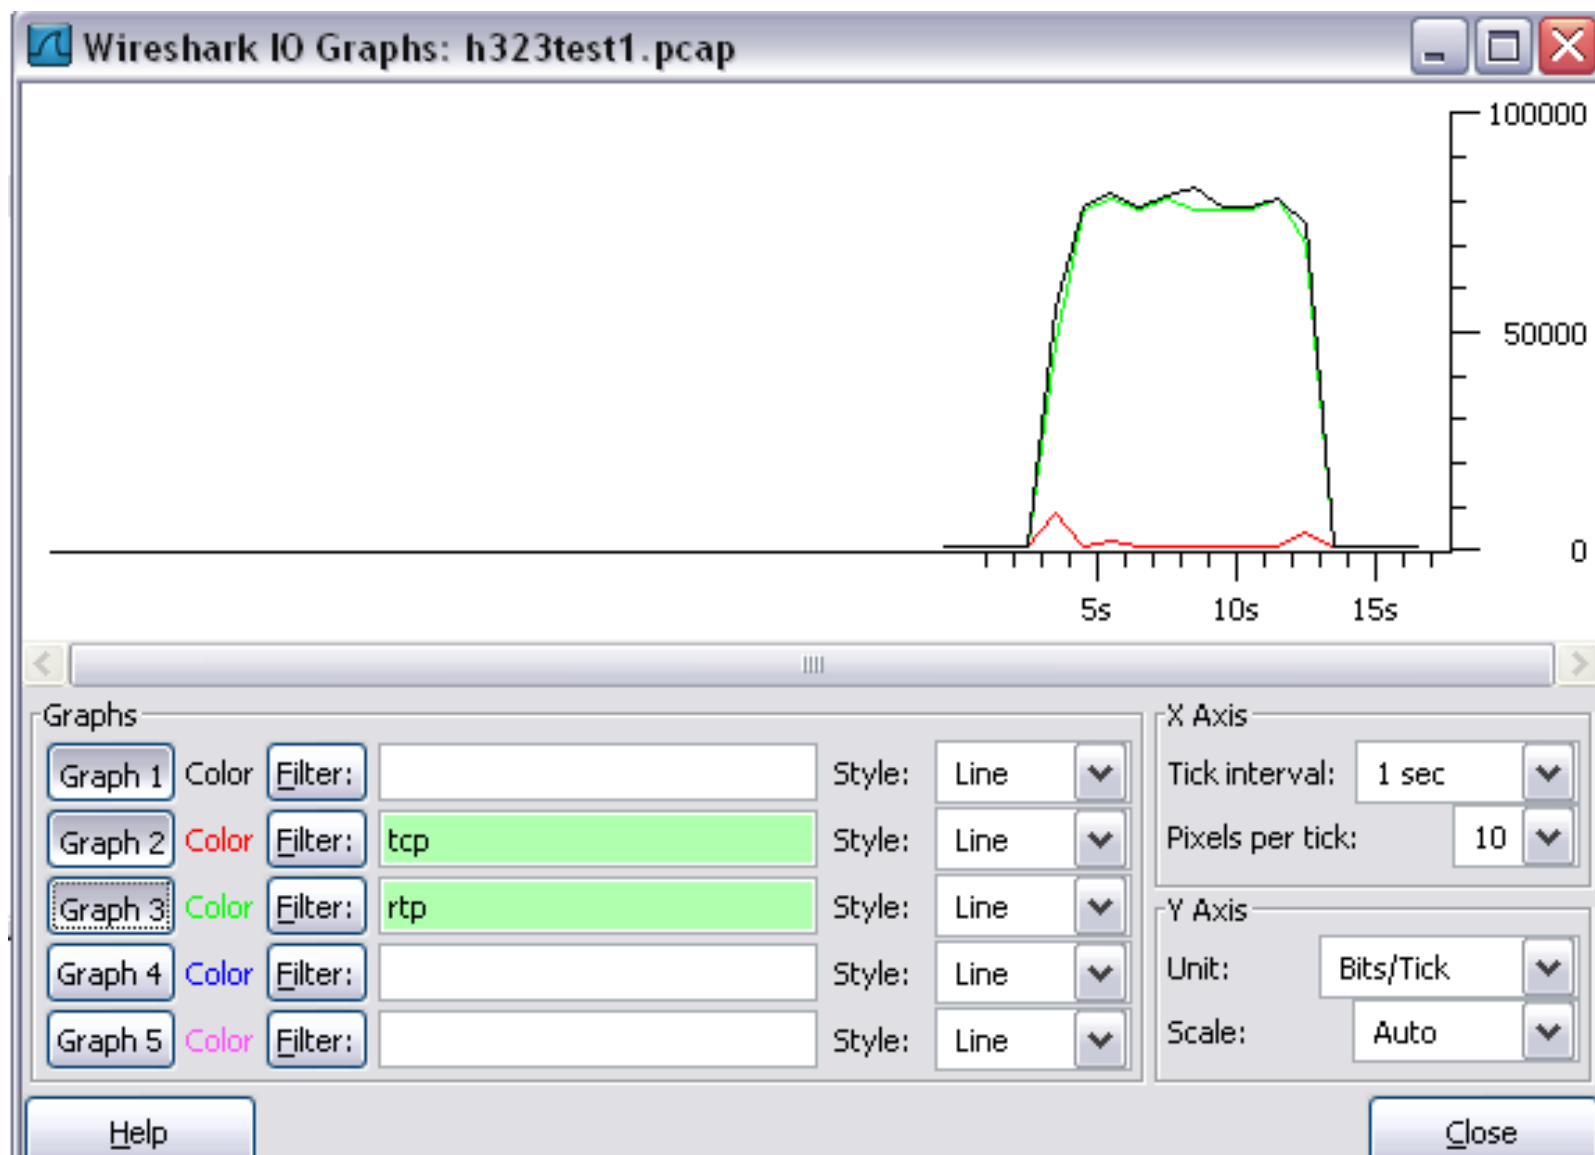 Wireshark IO Graphs: h323test1.pcap
100000
50000
0
5s 10s 15s
Graphs
Graph 1 Color Filter: Style: Line
Graph 2 Color Filter: tcp Style: Line
Graph 3 Color Filter: rtp Style: Line
Graph 4 Color Filter: Style: Line
Graph 5 Color Filter: Style: Line
X Axis
Tick interval: 1 sec
Pixels per tick: 10
Y Axis
Unit: Bits/Tick
Scale: Auto
Help Close